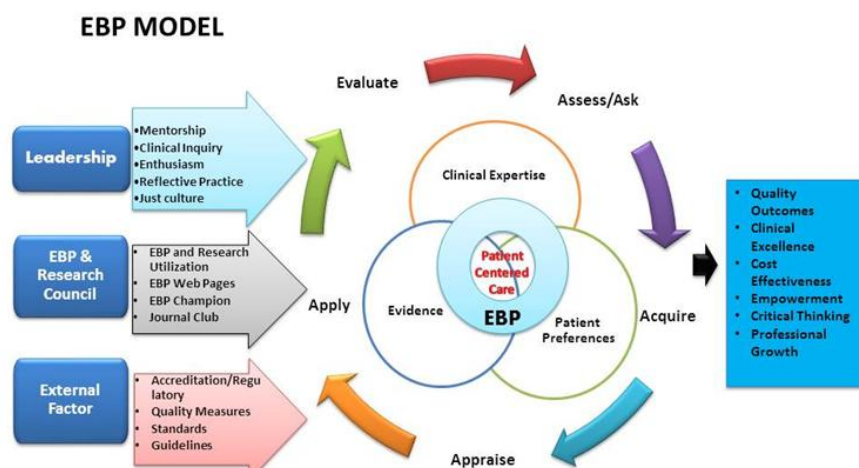 EBP MODEL
Evaluate
Assess/Ask
Leadership
•Mentorship
•Clinical Inquiry
•Enthusiasm
•Reflective Practice
•Just culture
Clinical Expertise
EBP &
Research
Council
• EBP and Research
Utilization
• EBP Web Pages
• EBP Champion
• Journal Club
Apply
Evidence
Patient
Centered
Care
EBP
Patient
Preferences
Acquire
• Quality
Outcomes
• Clinical
Excellence
• Cost
Effectiveness
• Empowerment
• Critical Thinking
• Professional
Growth
External
Factor
• Accreditation/Regu
latory
• Quality Measures
• Standards
• Guidelines
Appraise